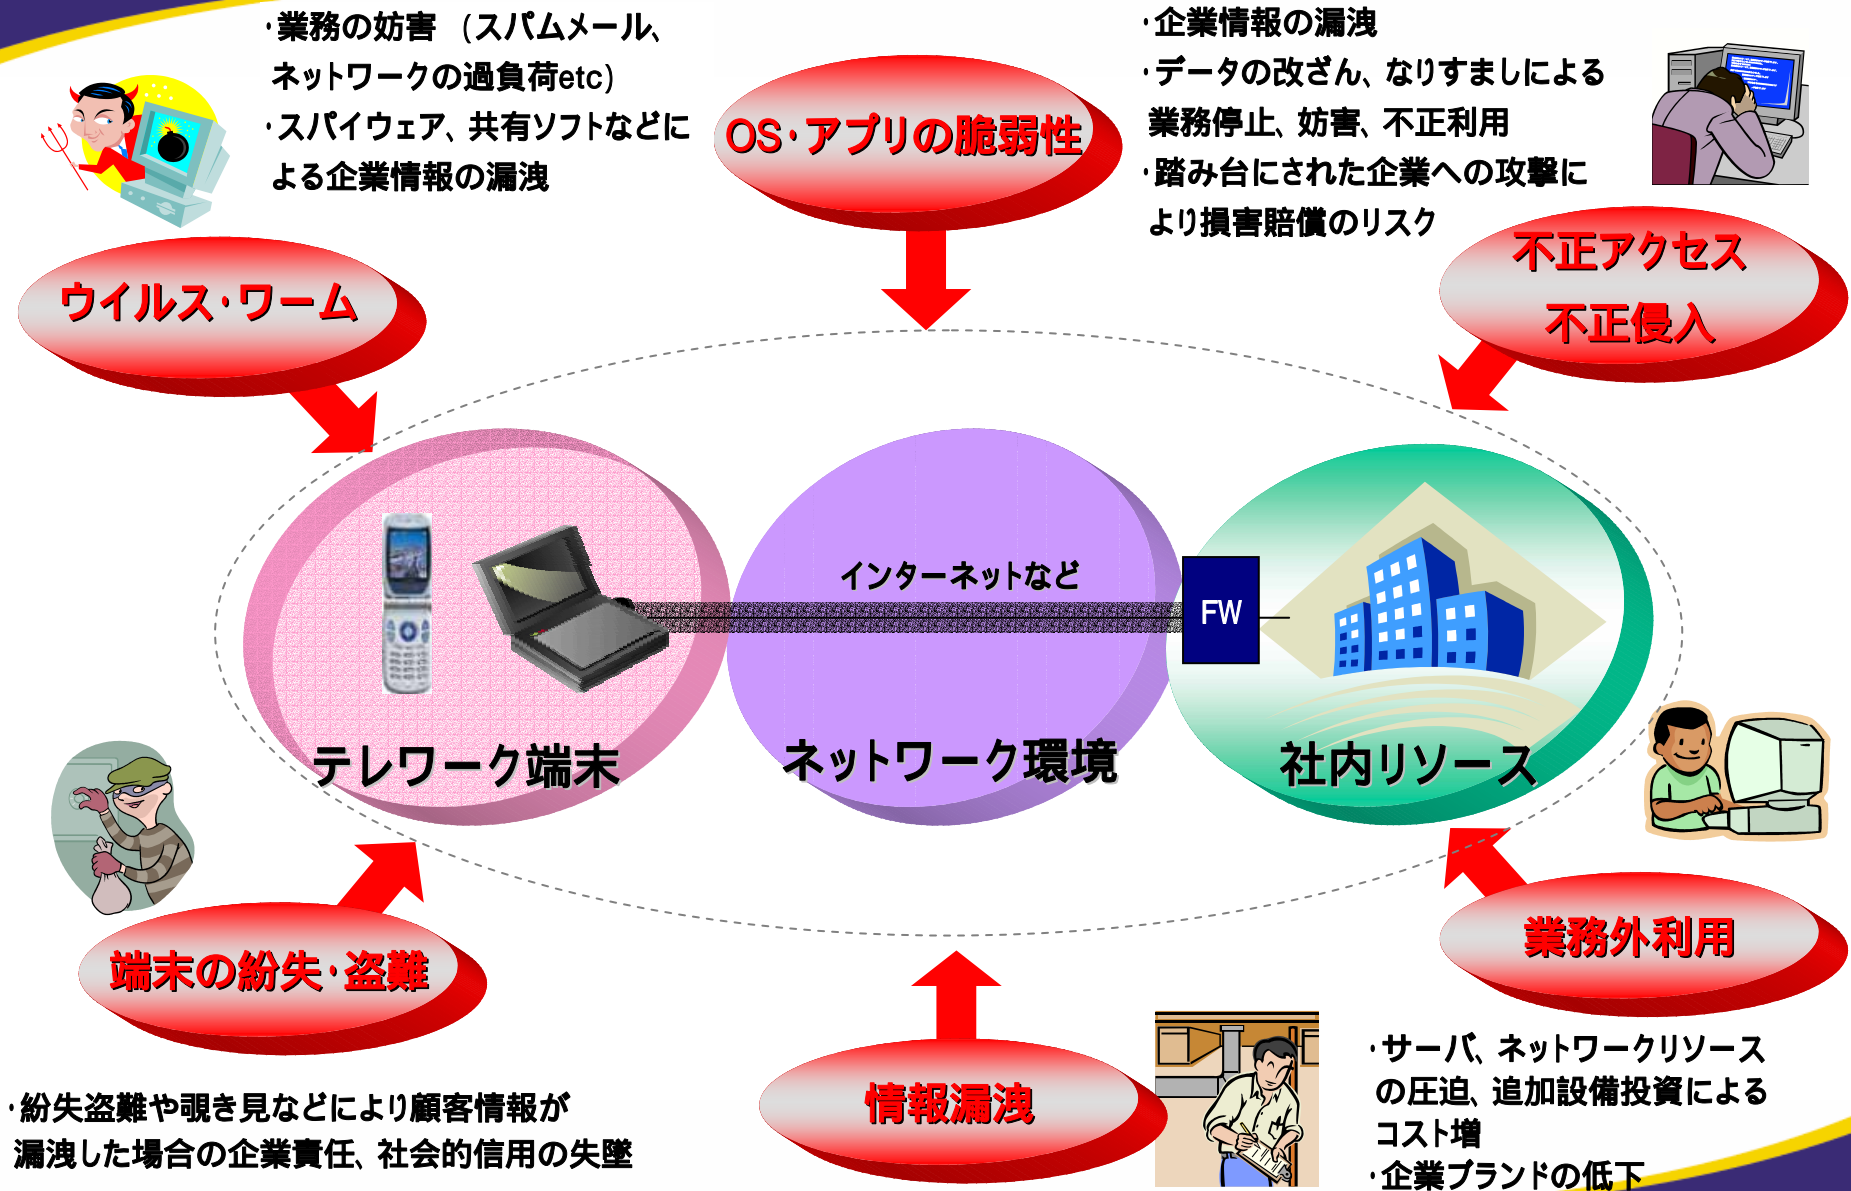 ・業務の妨害 （スパムメール、
ネットワークの過負荷etc）
・スパイウェア、共有ソフトなどに
よる企業情報の漏洩
OS・アプリの脆弱性
・企業情報の漏洩
・データの改ざん、なりすましによる
業務停止、妨害、不正利用
・踏み台にされた企業への攻撃に
より損害賠償のリスク
ウイルス・ワーム
不正アクセス
不正侵入
インターネットなど
FW
テレワーク端末
ネットワーク環境
社内リソース
端末の紛失・盗難
業務外利用
情報漏洩
・紛失盗難や覗き見などにより顧客情報が
漏洩した場合の企業責任、社会的信用の失墜
・サーバ、ネットワークリソース
の圧迫、追加設備投資による
コスト増
・企業ブランドの低下